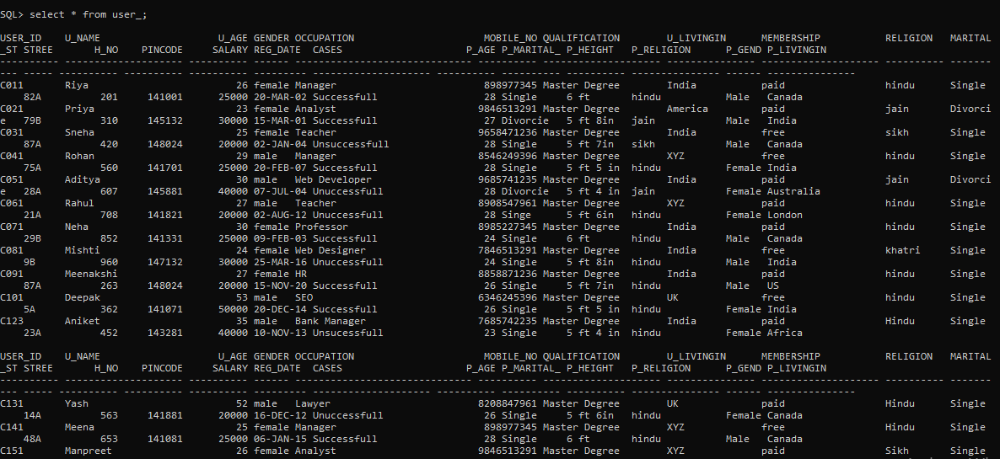 SQL> select * from user_;
USER_ID    U_NAME                    U_AGE GENDER OCCUPATION                      MOBILE_NO QUALIFICATION        U_LIVINGIN      MEMBERSHIP           RELIGION   MARITAL
_ST STREE       H_NO    PINCODE     SALARY REG_DATE  CASES                     P_AGE P_MARITAL_ P_HEIGHT   P_RELIGION      P_GEND P_LIVINGIN
---------- -------------------- ---------- ------ ------------------------------ ---------- -------------------- --------------- -------------------- ---------- -------
--- ----- ---------- ---------- ---------- --------- -------------------- ---------- ---------- ---------- --------------- ------ ---------------
C011       Riya                         26 female Manager                         898977345 Master Degree        India           paid                 hindu      Single
    82A          201     141001      25000 20-MAR-02 Successfull                  28 Single     6 ft       hindu           Male   Canada
C021       Priya                        23 female Analyst                        9846513291 Master Degree        America         paid                 jain       Divorci
e   79B          310     145132      30000 15-MAR-01 Successfull                  27 Divorcie   5 ft 8in   jain            Male   India
C031       Sneha                        25 female Teacher                        9658471236 Master Degree        India           free                 sikh       Single
    87A          420     148024      20000 02-JAN-04 Unsuccessfull                28 Single     5 ft 7in   sikh            Male   Canada
C041       Rohan                        29 male   Manager                        8546249396 Master Degree        XYZ             free                 hindu      Single
    75A          560     141701      25000 20-FEB-07 Successfull                  28 Single     5 ft 5 in  hindu           Female India
C051       Aditya                       30 male   Web Developer                  9685741235 Master Degree        India           paid                 jain       Divorci
e   28A          607     145881      40000 07-JUL-04 Unuccessfull                 28 Divorcie   5 ft 4 in  jain            Female Australia
C061       Rahul                        27 male   Teacher                        8908547961 Master Degree        XYZ             paid                 hindu      Single
    21A          708     141821      20000 02-AUG-12 Unuccessfull                 28 Singe      5 ft 6in   hindu           Female London
C071       Neha                         30 female Professor                      8985227345 Master Degree        India           paid                 hindu      Single
    29B          852     141331      25000 09-FEB-03 Successfull                  24 Single     6 ft       hindu           Male   Canada
C081       Mishti                       24 female Web Designer                   7846513291 Master Degree        India           free                 khatri     Single
    9B           960     147132      30000 25-MAR-16 Unuccessfull                 24 Single     5 ft 8in   hindu           Male   India
C091       Meenakshi                    27 female HR                             8858871236 Master Degree        India           paid                 hindu      Single
    87A          263     148024      20000 15-NOV-20 Successfull                  26 Single     5 ft 7in   hindu           Male   US
C101       Deepak                       53 male   SEO                            6346245396 Master Degree        UK              free                 hindu      Single
    5A           362     141071      50000 20-DEC-14 Successfull                  26 Single     5 ft 5 in  hindu           Female India
C123       Aniket                       35 male   Bank Manager                   7685742235 Master Degree        India           paid                 Hindu      Single
    23A          452     143281      40000 10-NOV-13 Unsucessfull                 23 Single     5 ft 4 in  hindu           Female Africa
USER_ID    U_NAME                    U_AGE GENDER OCCUPATION                      MOBILE_NO QUALIFICATION        U_LIVINGIN      MEMBERSHIP           RELIGION   MARITAL
_ST STREE       H_NO    PINCODE     SALARY REG_DATE  CASES                     P_AGE P_MARITAL_ P_HEIGHT   P_RELIGION      P_GEND P_LIVINGIN
---------- -------------------- ---------- ------ ------------------------------ ---------- -------------------- --------------- -------------------- ---------- -------
--- ----- ---------- ---------- ---------- --------- -------------------- ---------- ---------- ---------- --------------- ------ ---------------
C131       Yash                         52 male   Lawyer                         8208847961 Master Degree        UK              paid                 Hindu      Single
    14A          563     141881      20000 16-DEC-12 Unuccessfull                 26 Single     5 ft 6in   hindu           Female Canada
C141       Meena                        25 female Manager                         898977345 Master Degree        XYZ             free                 Hindu      Single
    48A          653     141081      25000 06-JAN-15 Successfull                  28 Single     6 ft       hindu           Male   Canada
C151       Manpreet                     26 female Analyst                        9846513291 Master Degree        XYZ             paid                 Sikh       Single